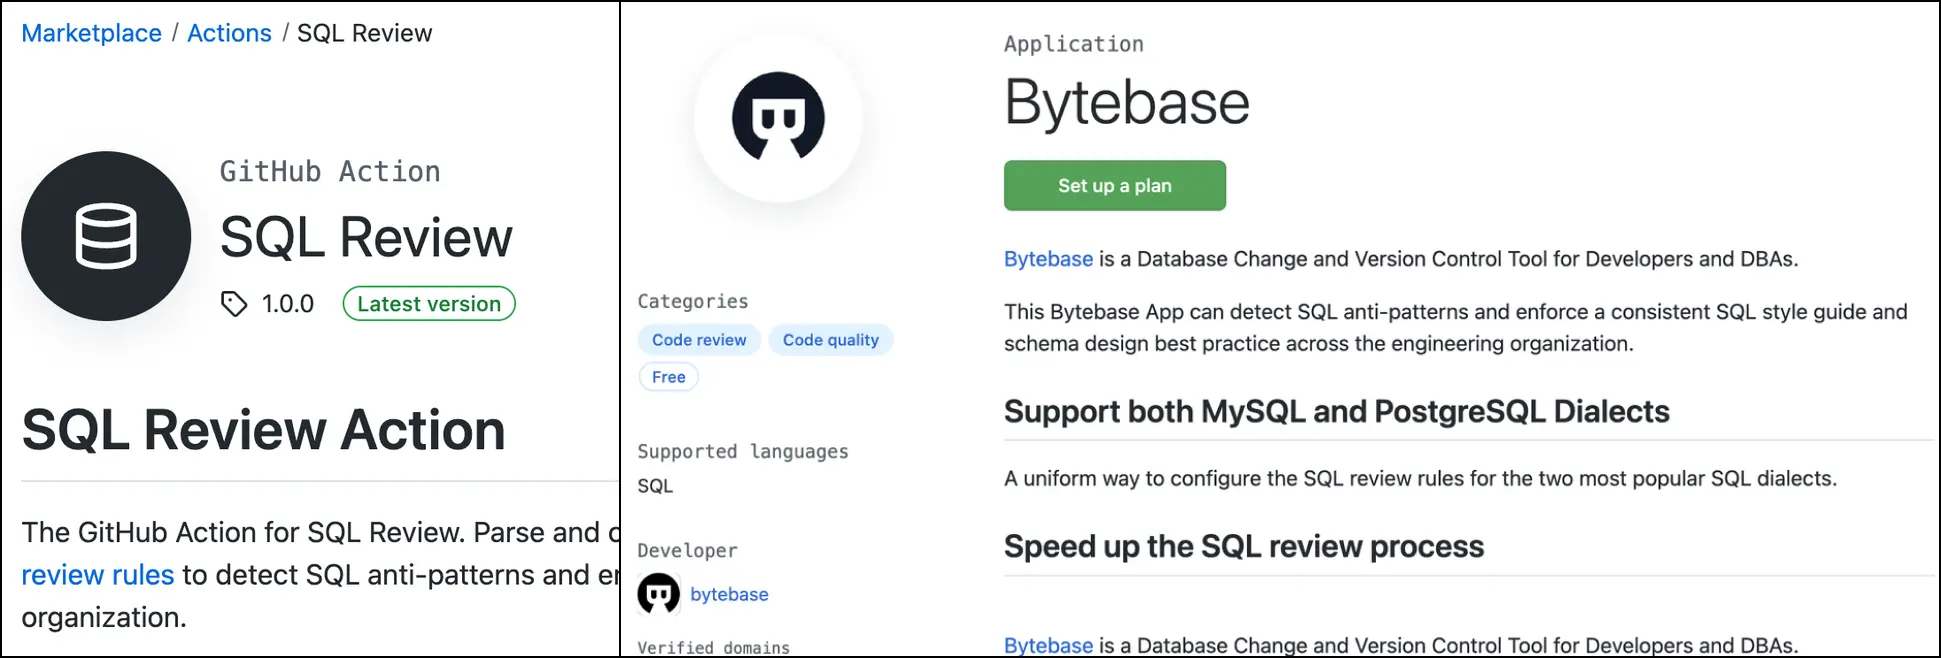 Marketplace / Actions / SQL Review
GitHub Action
SQL Review
1.0.0 Latest version
SQL Review Action
The GitHub Action for SQL Review. Parse and
review rules to detect SQL anti-patterns and
organization.
Application
Bytebase
Set up a plan
Bytebase is a Database Change and Version Control Tool for Developers and DBAs.
This Bytebase App can detect SQL anti-patterns and enforce a consistent SQL style guide and
schema design best practice across the engineering organization.
Support both MySQL and PostgreSQL Dialects
A uniform way to configure the SQL review rules for the two most popular SQL dialects.
Speed up the SQL review process
Bytebase is a Database Change and Version Control Tool for Developers and DBAs.
Categories
Code review Code quality
Free
Supported languages
SQL
Developer
bytebase
Verified domains